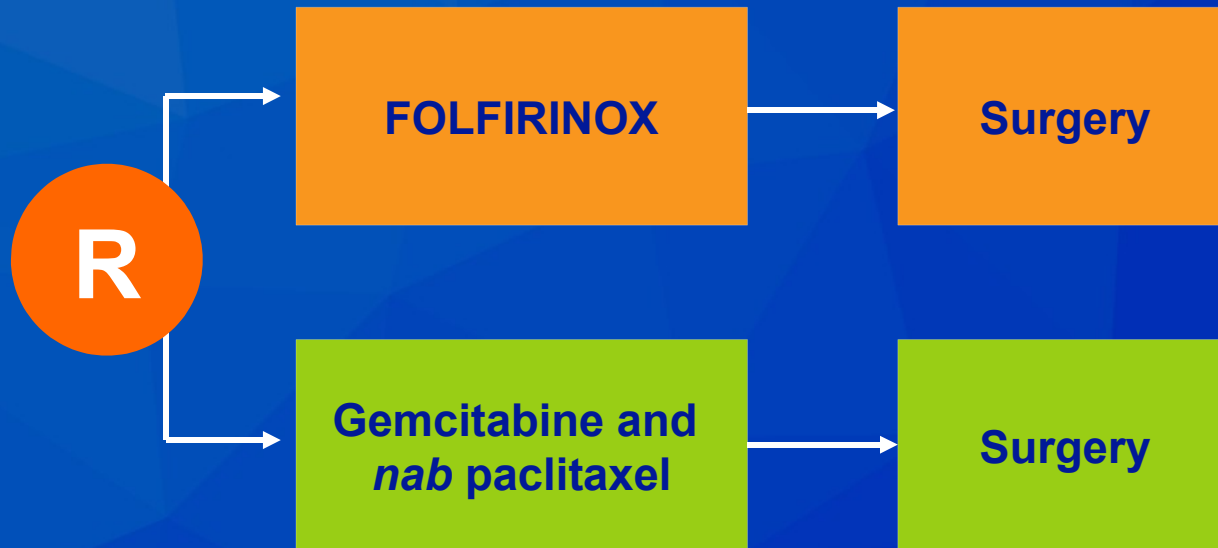 FOLFIRINOX
Surgery
R
Gemcitabine and
nab paclitaxel
Surgery